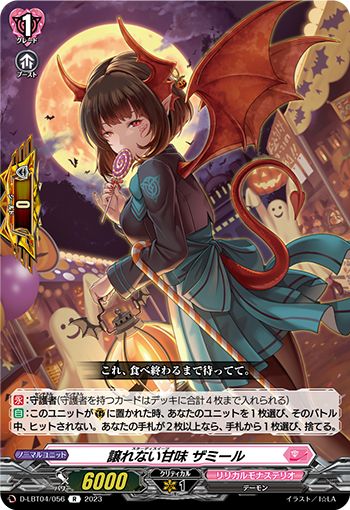 1
グレード
ブースト
シールド
0
これ、食べ終わるまで待ってて。
永:守護者(守護者を持つカードはデッキに合計4枚まで入れられる)
自:このユニットがGに置かれた時、あなたのユニットを1枚選び、そのバトル
中、ヒットされない。あなたの手札が2枚以上なら、手札から1枚選び、捨てる。
ノーマルユニット
譲れない甘味 ザミール
リリカルモナステリオ
パワー
6000
クリティカル
1
デーモン
D-LBT04/056 R 2023
イラスト/柏LA